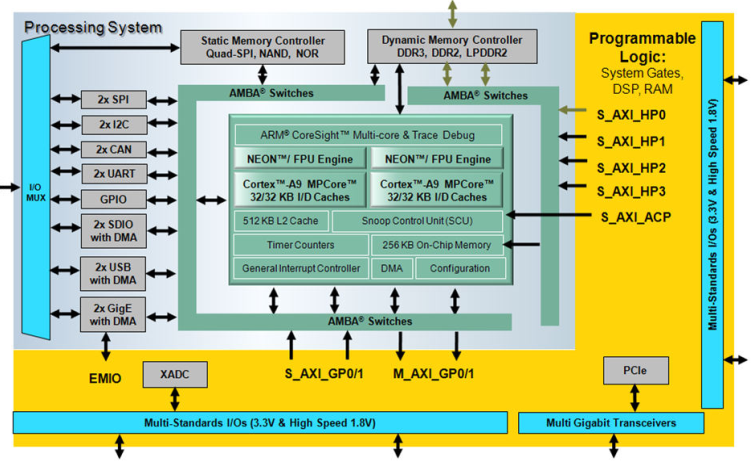 Processing System
Static Memory Controller
Quad-SPI, NAND, NOR
Dynamic Memory Controller
DDR3, DDR2, LPDDR2
Programmable
Logic:
System Gates,
DSP, RAM
AMBA® Switches
AMBA® Switches
I/O
MUX
2x SPI
2x I2C
2x CAN
2x UART
GPIO
2x SDIO
with DMA
2x USB
with DMA
2x GigE
with DMA
EMIO
ARM® CoreSight™ Multi-core & Trace Debug
NEON™/ FPU Engine
NEON™/ FPU Engine
Cortex™-A9 MPCore™
32/32 KB I/D Caches
Cortex™-A9 MPCore™
32/32 KB I/D Caches
512 KB L2 Cache
Snoop Control Unit (SCU)
Timer Counters
256 KB On-Chip Memory
General Interrupt Controller
DMA
Configuration
AMBA® Switches
S_AXI_HP0
S_AXI_HP1
S_AXI_HP2
S_AXI_HP3
S_AXI_ACP
S_AXI_GP0/1
M_AXI_GP0/1
XADC
PCIe
Multi-Standards I/Os (3.3V & High Speed 1.8V)
Multi Gigabit Transceivers
Multi-Standards I/Os (3.3V & High Speed 1.8V)